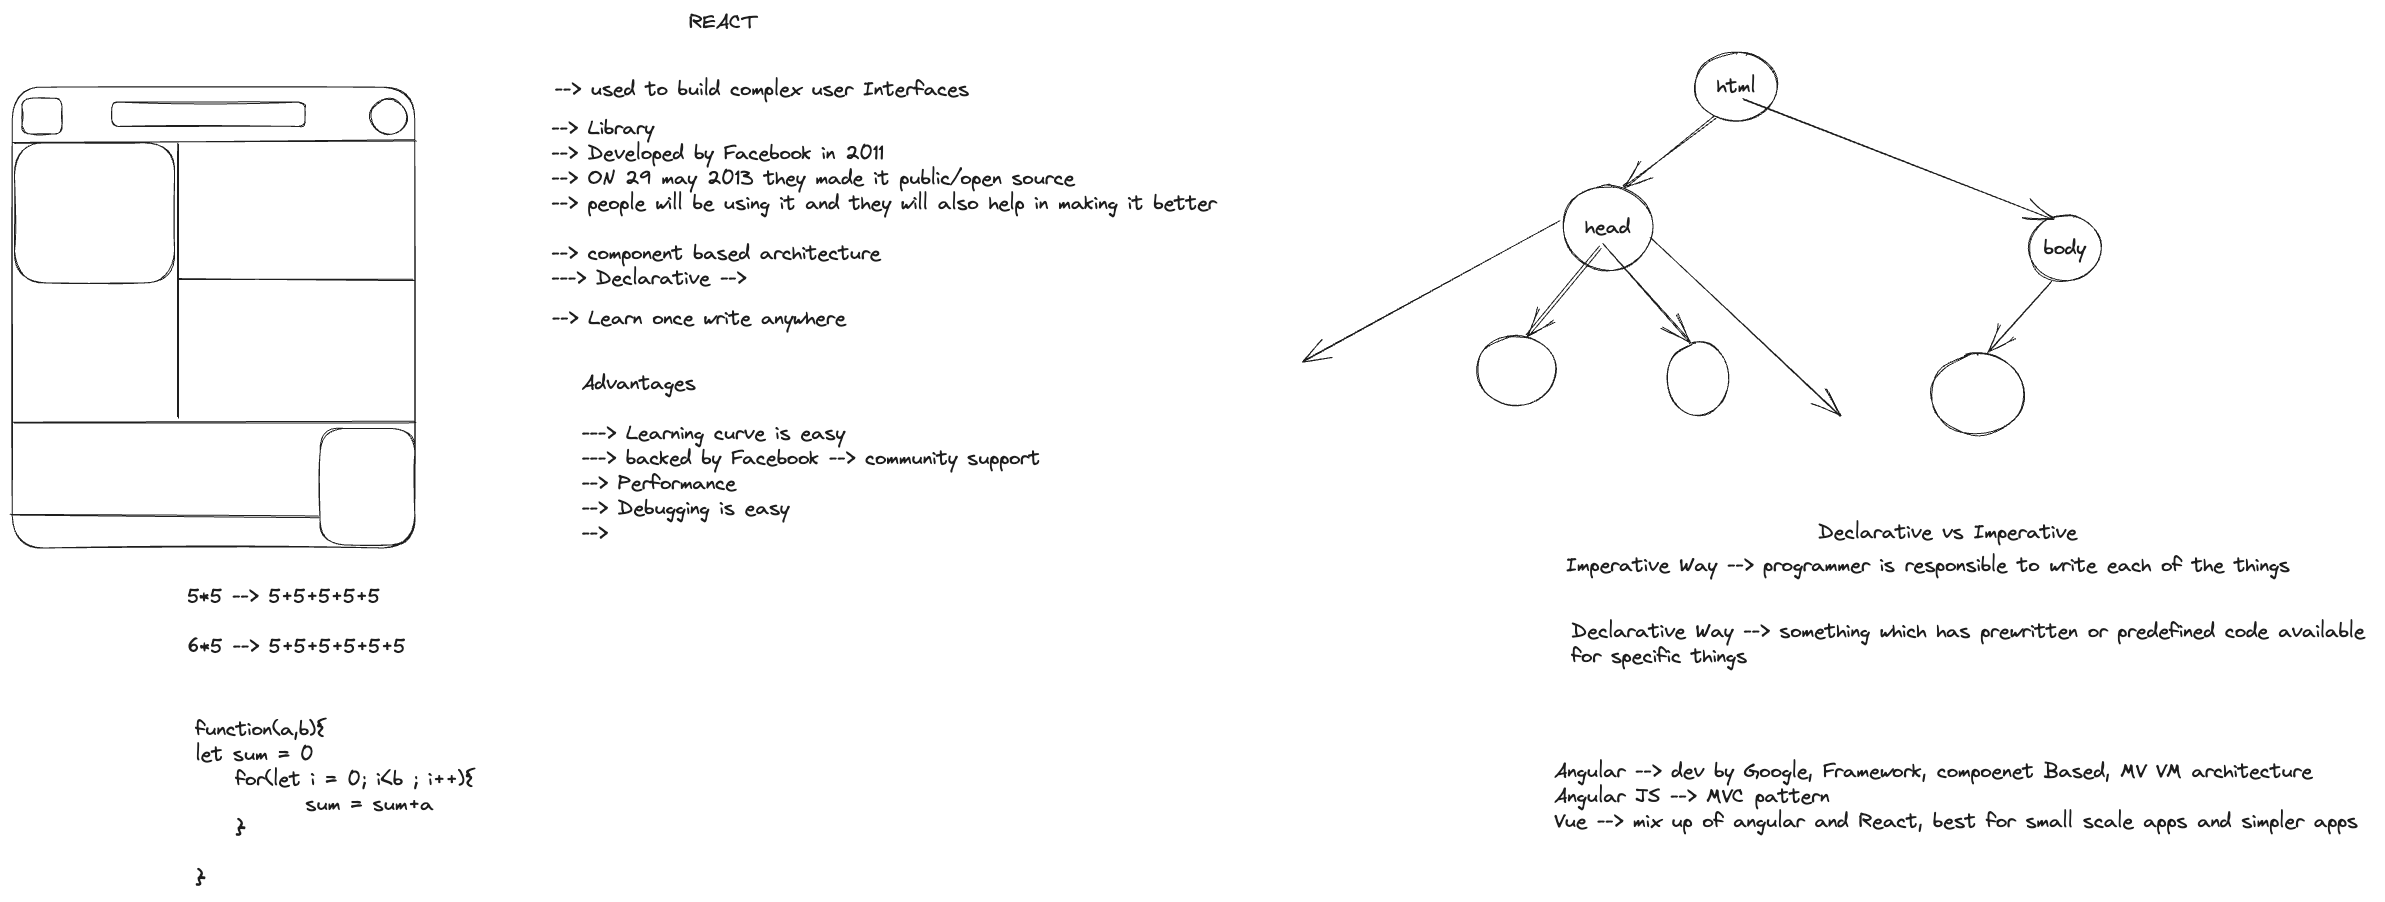 REACT
--> used to build complex user Interfaces
--> Library
--> Developed by Facebook in 2011
--> ON 29 may 2013 they made it public/open source
--> people will be using it and they will also help in making it better
--> component based architecture
---> Declarative -->
--> Learn once write anywhere
Advantages
---> Learning curve is easy
---> backed by Facebook --> community support
--> Performance
--> Debugging is easy
-->
5*5 --> 5+5+5+5+5
6*5 --> 5+5+5+5+5+5
function(a,b){
let sum = 0
for(let i = 0; i<b ; i++){
sum = sum+a
}
}
html
head
body
Declarative vs Imperative
Imperative Way --> programmer is responsible to write each of the things
Declarative Way --> something which has prewritten or predefined code available
for specific things
Angular --> dev by Google, Framework, compoenet Based, MV VM architecture
Angular JS --> MVC pattern
Vue --> mix up of angular and React, best for small scale apps and simpler apps